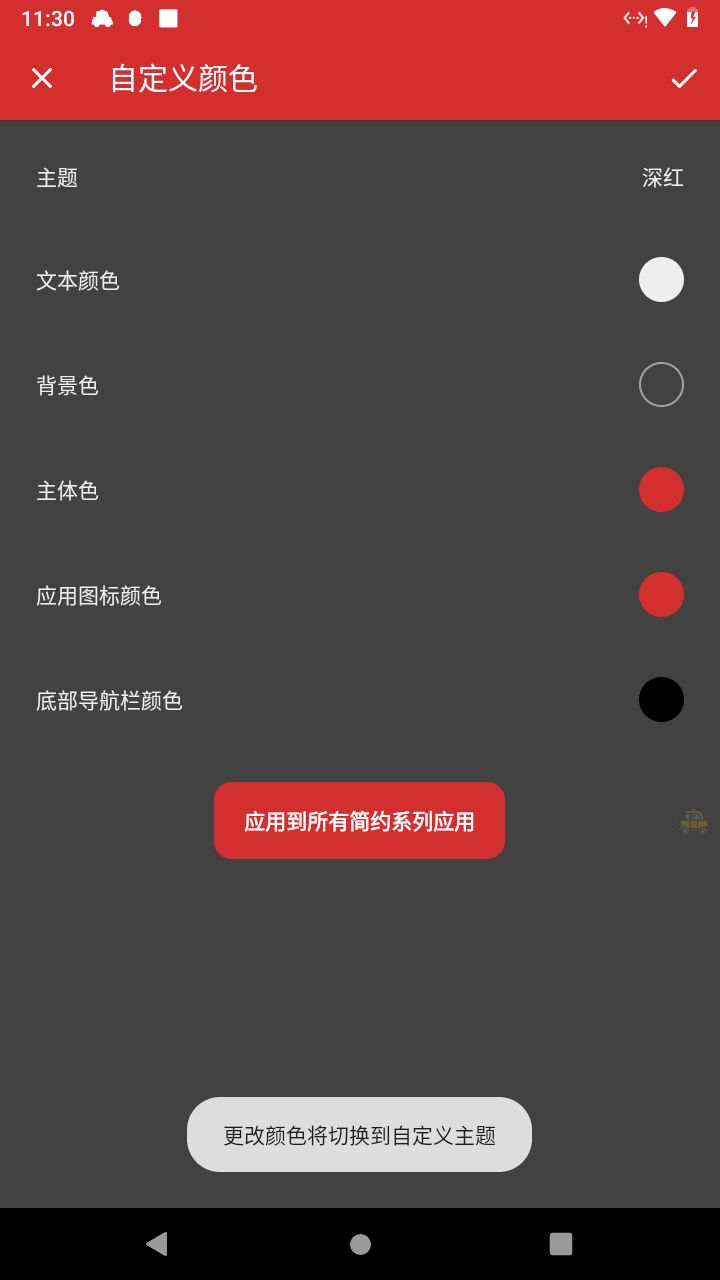 11:30
自定义颜色
主题
深红
文本颜色
背景色
主体色
应用图标颜色
底部导航栏颜色
应用到所有简约系列应用
更改颜色将切换到自定义主题